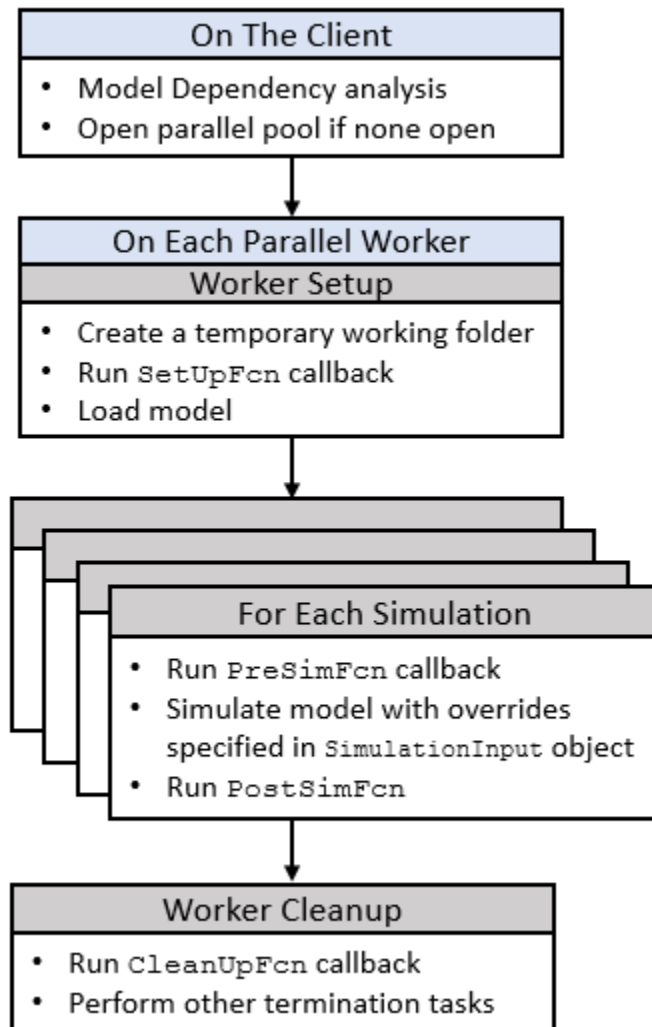 On The Client
• Model Dependency analysis
• Open parallel pool if none open
On Each Parallel Worker
Worker Setup
• Create a temporary working folder
• Run SetUpFcn callback
• Load model
For Each Simulation
• Run PreSimFcn callback
• Simulate model with overrides
specified in SimulationInput object
• Run PostSimFcn
Worker Cleanup
• Run CleanUpFcn callback
• Perform other termination tasks